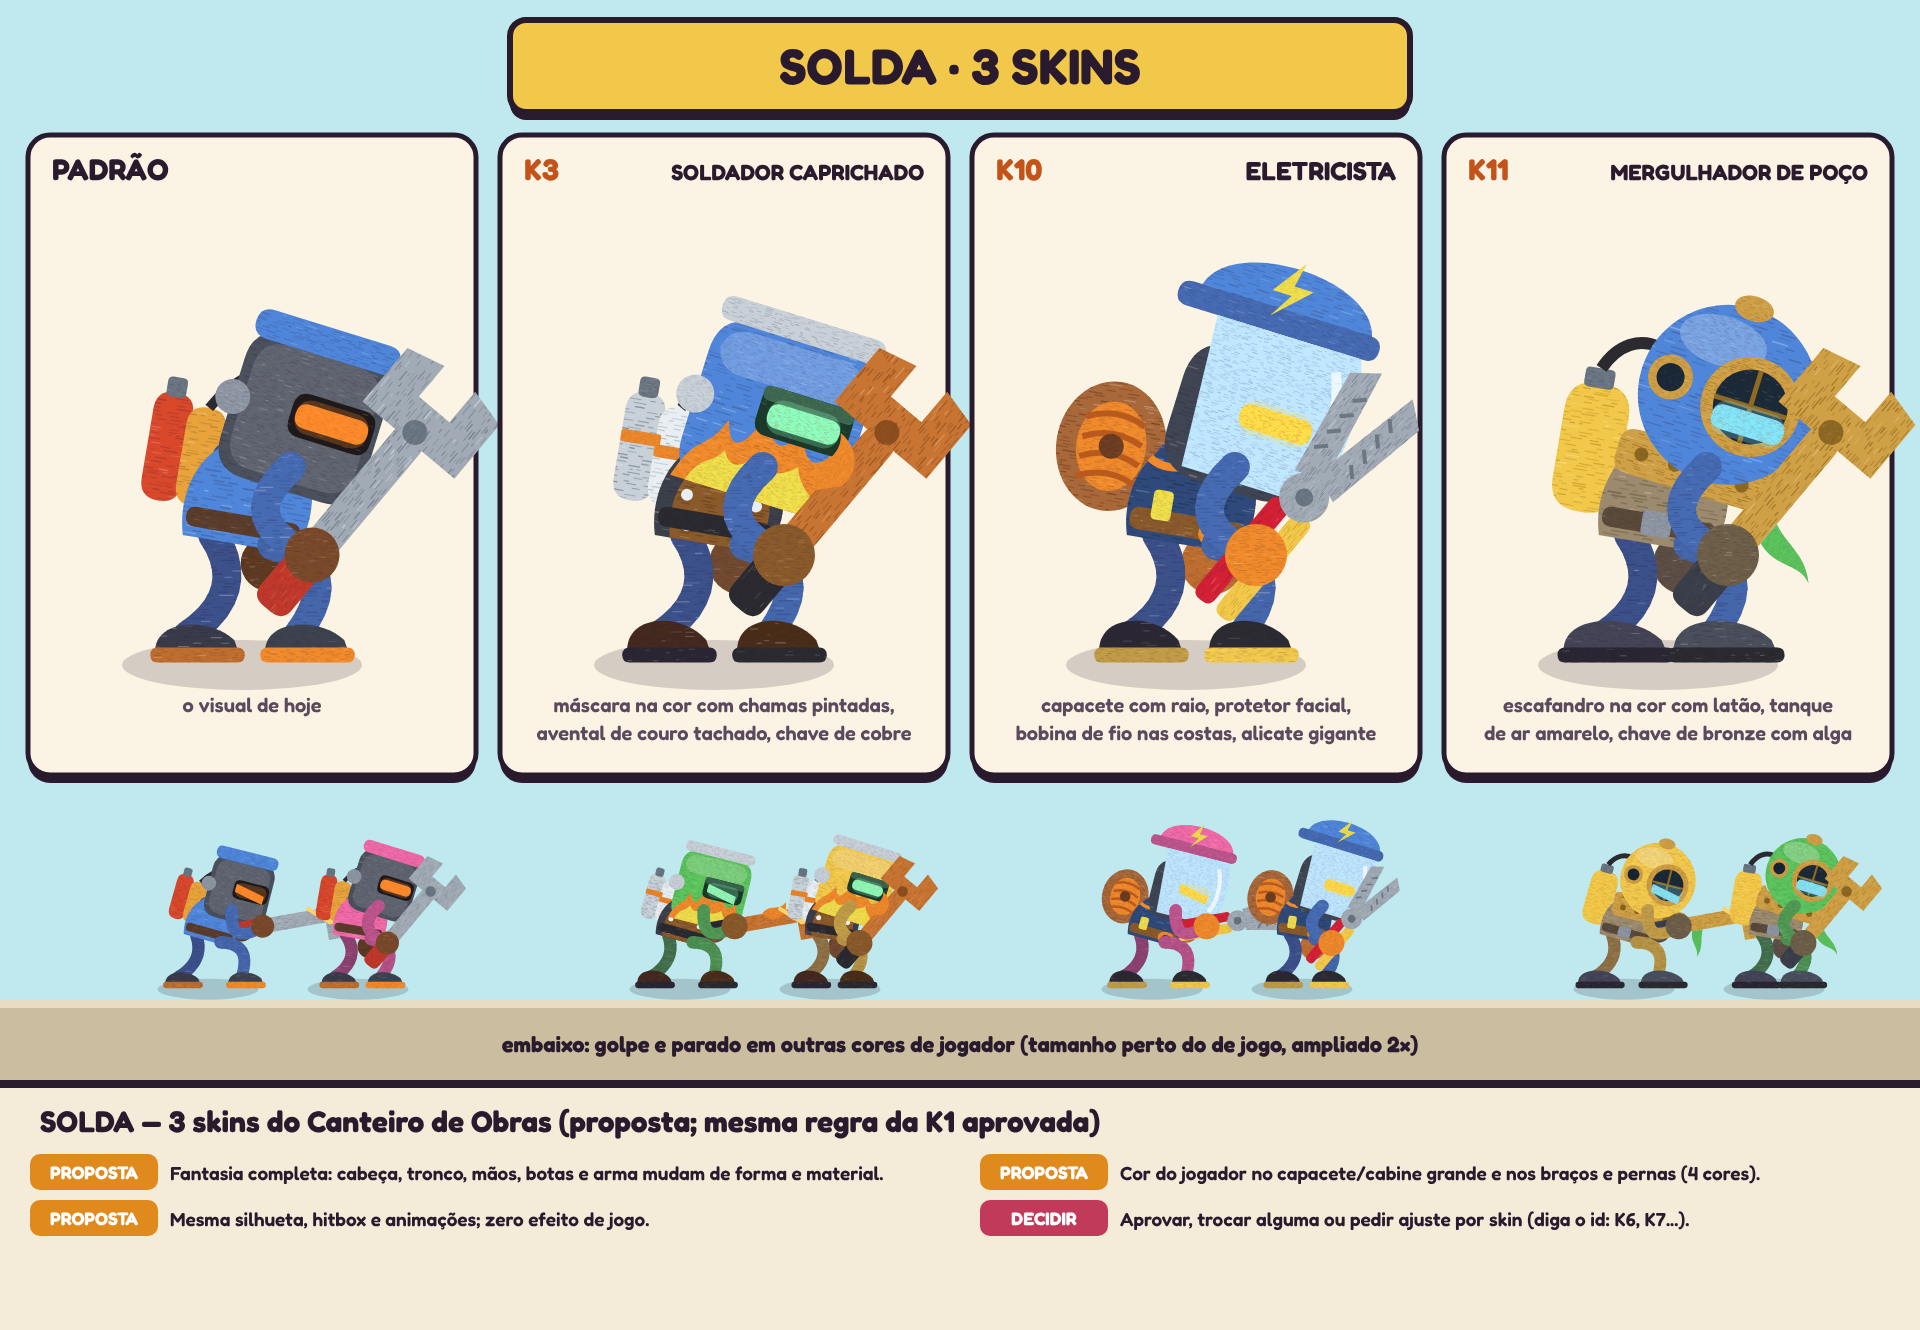 SOLDA · 3 SKINS
PADRÃO
o visual de hoje
K3
SOLDADOR CAPRICHADO
máscara na cor com chamas pintadas,
avental de couro tachado, chave de cobre
K10
ELETRICISTA
capacete com raio, protetor facial,
bobina de fio nas costas, alicate gigante
K11
MERGULHADOR DE POÇO
escafandro na cor com latão, tanque
de ar amarelo, chave de bronze com alga
embaixo: golpe e parado em outras cores de jogador (tamanho perto do de jogo, ampliado 2x)
SOLDA — 3 skins do Canteiro de Obras (proposta; mesma regra da K1 aprovada)
PROPOSTA Fantasia completa: cabeça, tronco, mãos, botas e arma mudam de forma e material.
PROPOSTA Cor do jogador no capacete/cabine grande e nos braços e pernas (4 cores).
PROPOSTA Mesma silhueta, hitbox e animações; zero efeito de jogo.
DECIDIR Aprovar, trocar alguma ou pedir ajuste por skin (diga o id: K6, K7...).